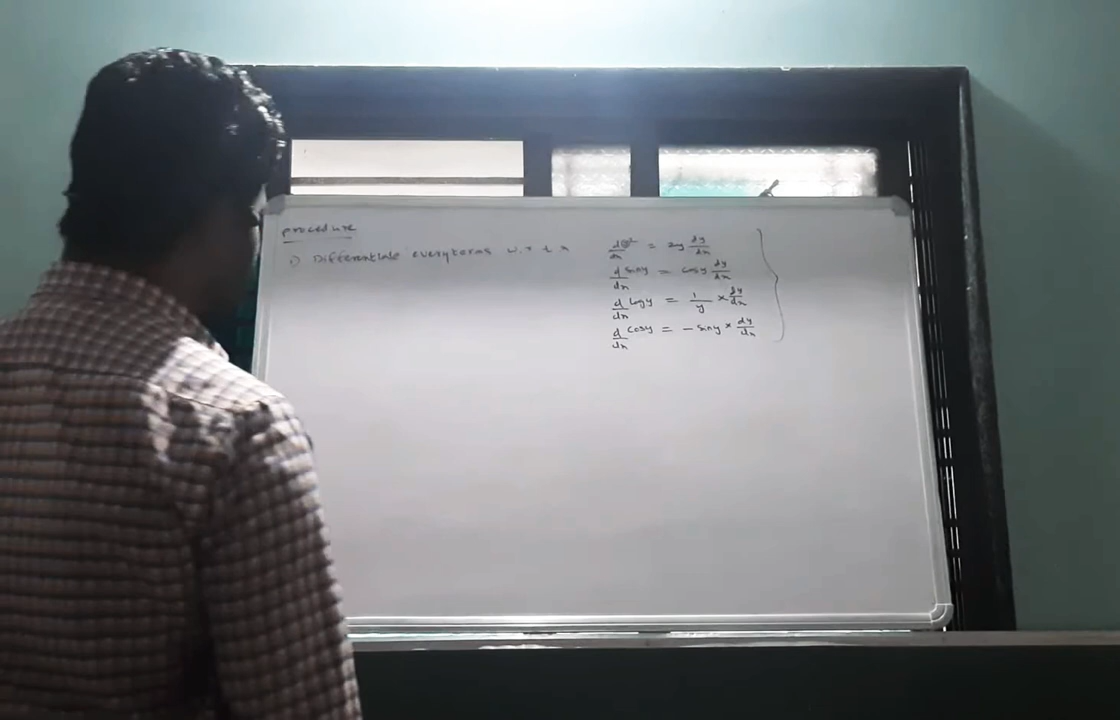 procedure
1) Differentiate everyterms w.r.t x
d/dx y² = 2y dy/dx
d/dx siny = cosy dy/dx
d/dx logy = 1/y × dy/dx
d/dx cosy = -siny × dy/dx